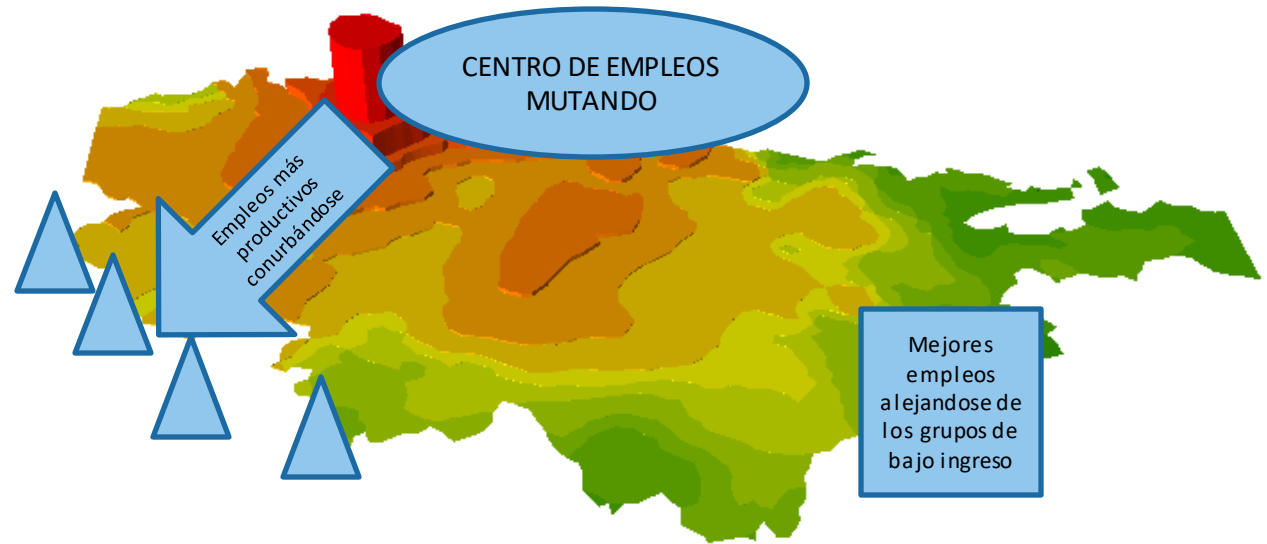 CENTRO DE EMPLEOS
MUTANDO
Empleos más
productivos
conurbándose
Mejores
empleos
alejandose de
los grupos de
bajo ingreso